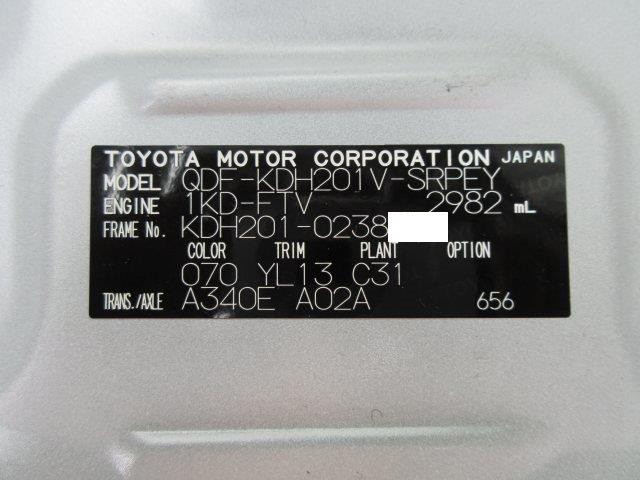 TOYOTA MOTOR CORPORATION JAPAN
MODEL QDF-KDH201V-SRPEY
ENGINE 1KD-FTV 2982 mL
FRAME No. KDH201-0238
COLOR TRIM PLANT OPTION
070 YL13 C31
TRANS./AXLE A340E A02A 656